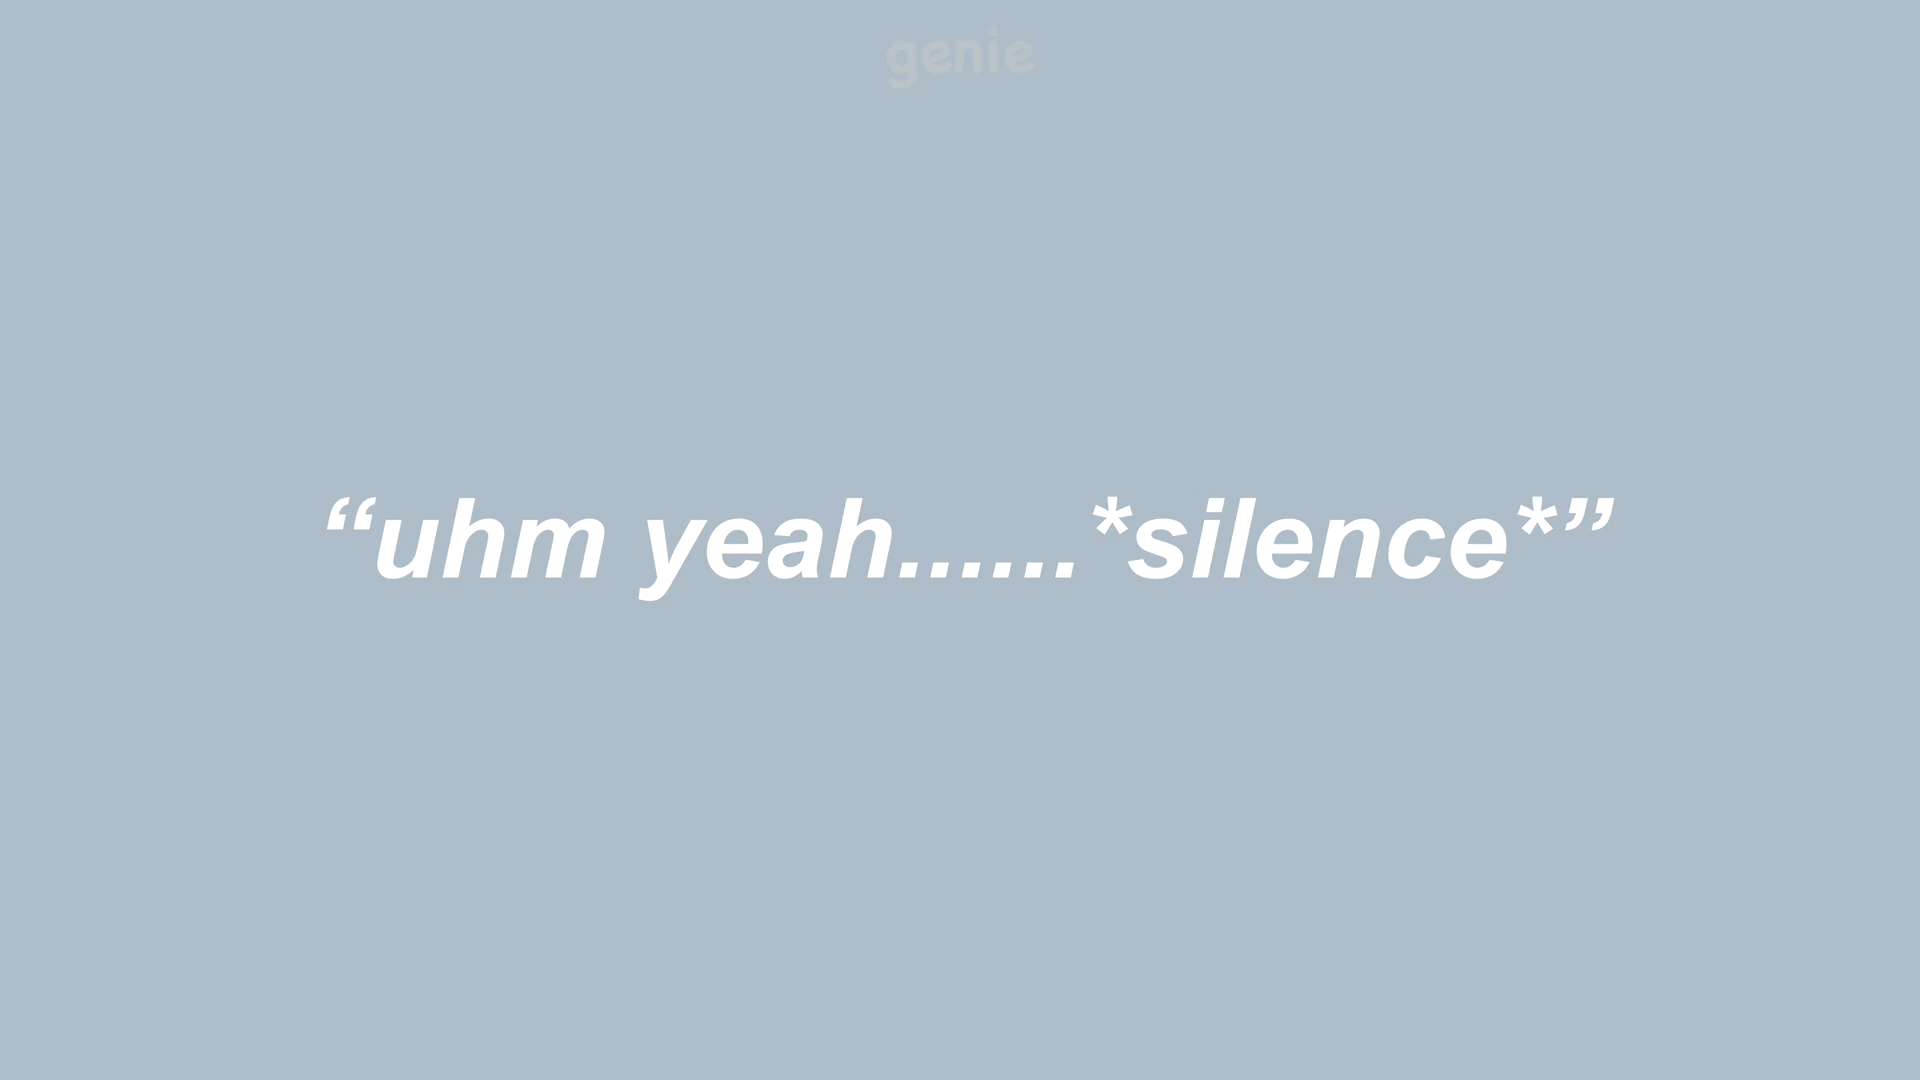 genie
“uhm yeah......*silence*”